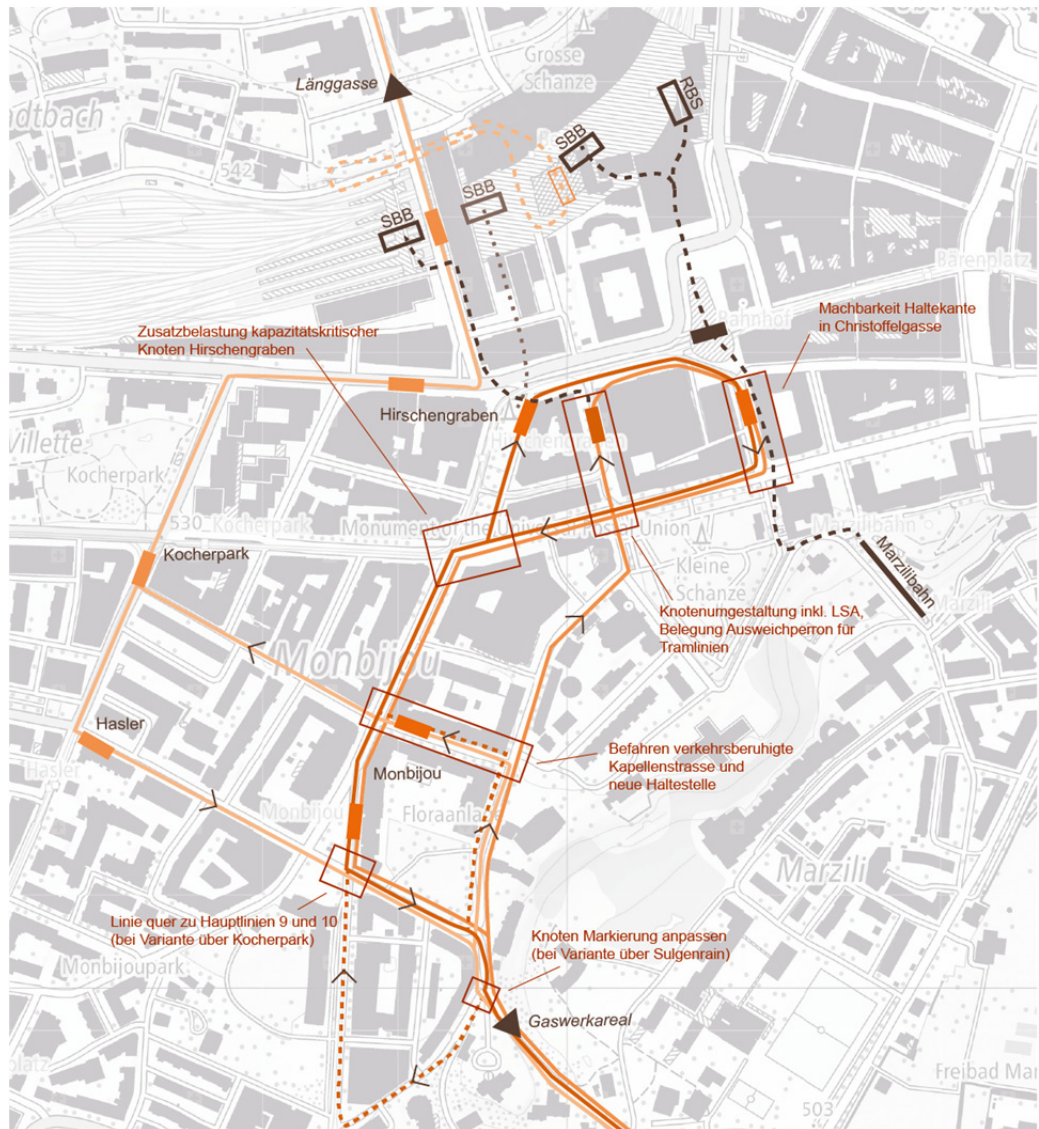 Grosse
Schanze
Länggasse
RBS
SBB
542
SBB
SBB
Bärenplatz
Machbarkeit Haltekante
in Christoffelgasse
Bahnhof
Zusatzbelastung kapazitätskritischer
Knoten Hirschengraben
Hirschengraben
Villette
Kocherpark
530
Kocherpark
Kocherpark
Monument of the Universal Postal Union
Marzilibahn
Kleine
Schanze
Marzilibahn
Marzili
Knotenumgestaltung inkl. LSA,
Belegung Ausweichperron für
Tramlinien
Monbijou
Hasler
Hasler
Monbijou
Befahren verkehrsberuhigte
Kapellenstrasse und
neue Haltestelle
Monbijou
Floraanlage
Marzili
Linie quer zu Hauptlinien 9 und 10
(bei Variante über Kocherpark)
Knoten Markierung anpassen
(bei Variante über Sulgenrain)
Monbijoupark
Gaswerkareal
Freibad Mar
503